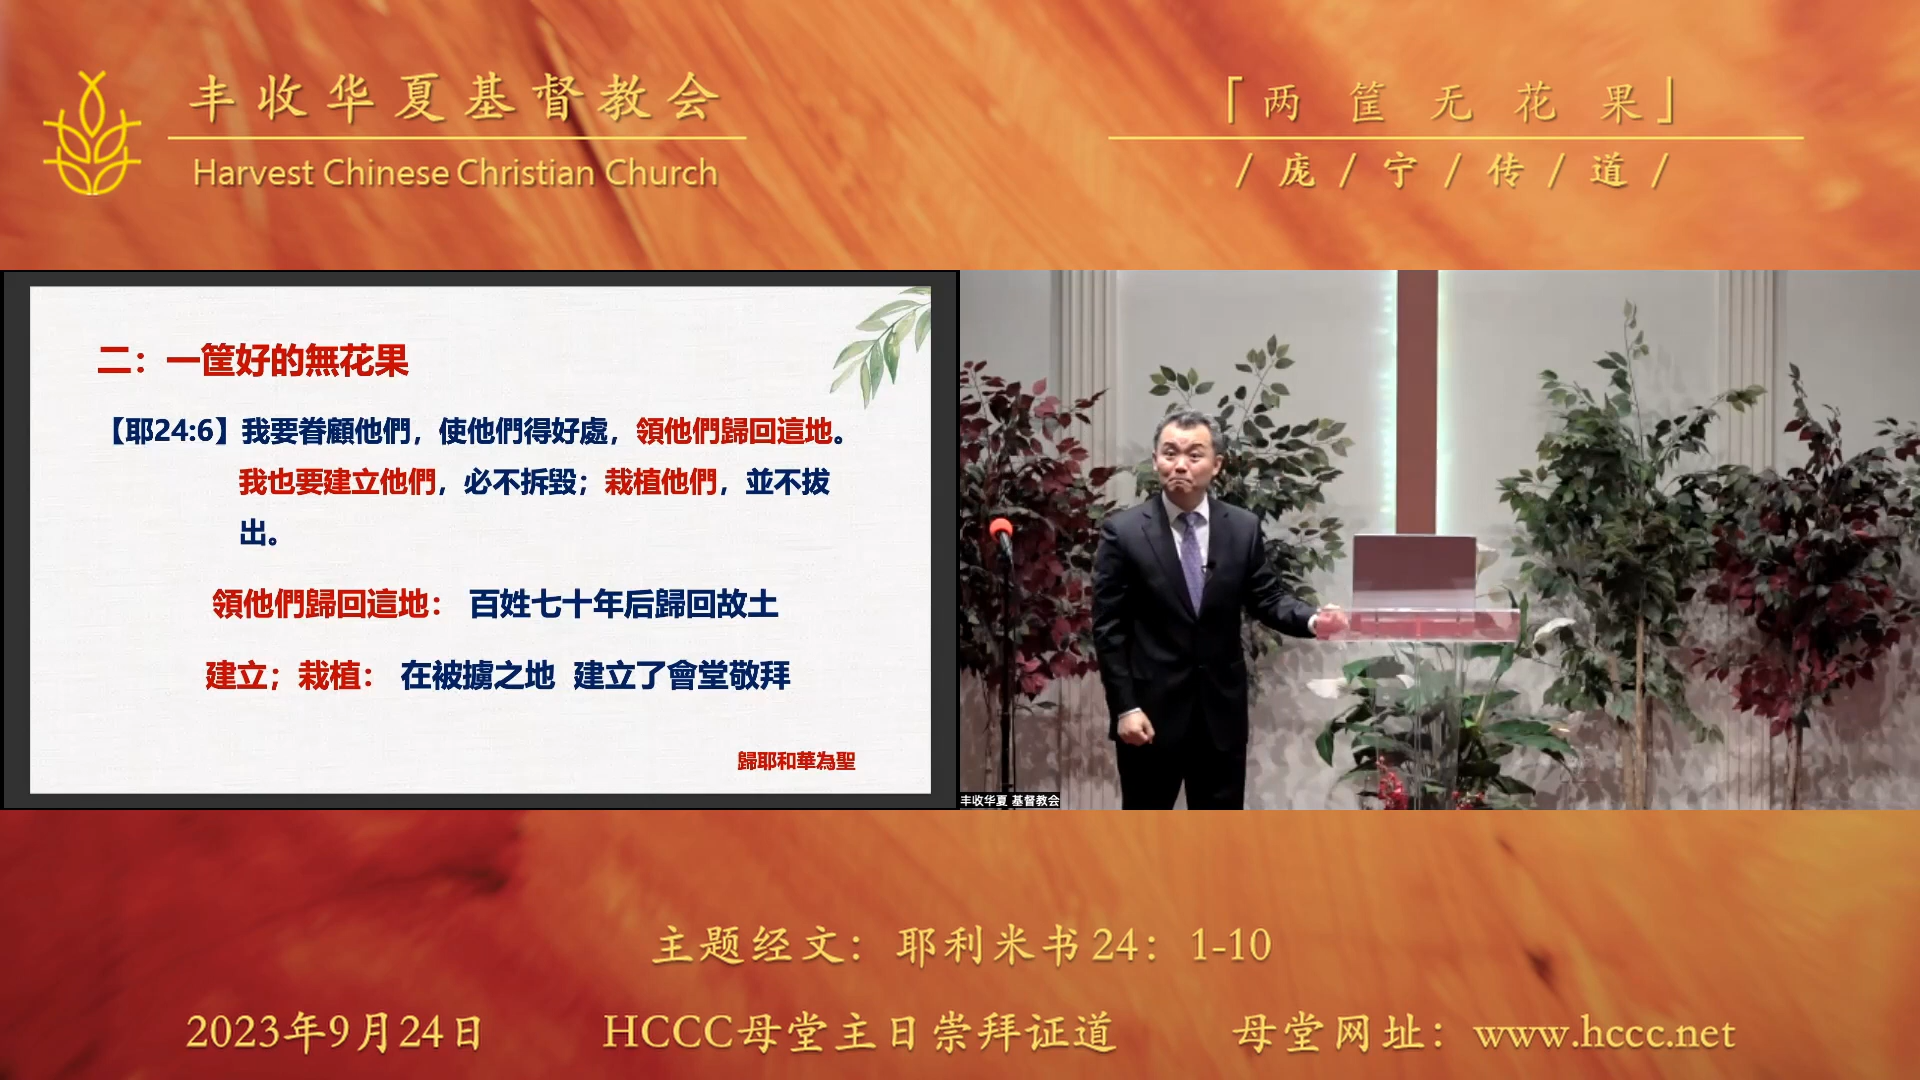 丰收华夏基督教会
Harvest Chinese Christian Church
「两筐无花果」
/ 庞 / 宁 / 传 / 道 /
二：一筐好的無花果
【耶24:6】我要眷顧他們，使他們得好處，領他們歸回這地。
我也要建立他們，必不拆毀；栽植他們，並不拔
出。
領他們歸回這地： 百姓七十年后歸回故土
建立；栽植： 在被擄之地 建立了會堂敬拜
歸耶和華為聖
丰收华夏 基督教会
主题经文：耶利米书 24：1-10
2023年9月24日 HCCC母堂主日崇拜证道 母堂网址：www.hccc.net